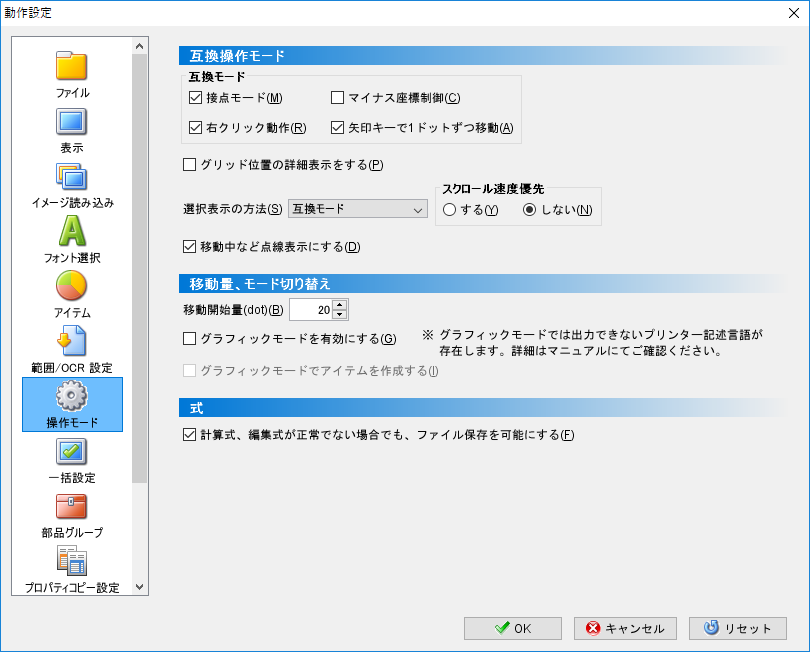 動作設定
ファイル
表示
イメージ読み込み
フォント選択
アイテム
範囲/OCR 設定
操作モード
一括設定
部品グループ
プロパティコピー設定
互換操作モード
互換モード
接点モード(M)
マイナス座標制御(C)
右クリック動作(R)
矢印キーで1ドットずつ移動(A)
グリッド位置の詳細表示をする(P)
選択表示の方法(S)
互換モード
スクロール速度優先
する(Y)
しない(N)
移動中など点線表示にする(D)
移動量、モード切り替え
移動開始量(dot)(B)
20
グラフィックモードを有効にする(G)
※ グラフィックモードでは出力できないプリンター記述言語が
存在します。詳細はマニュアルにてご確認ください。
グラフィックモードでアイテムを作成する(I)
式
計算式、編集式が正常でない場合でも、ファイル保存を可能にする(F)
OK
キャンセル
リセット